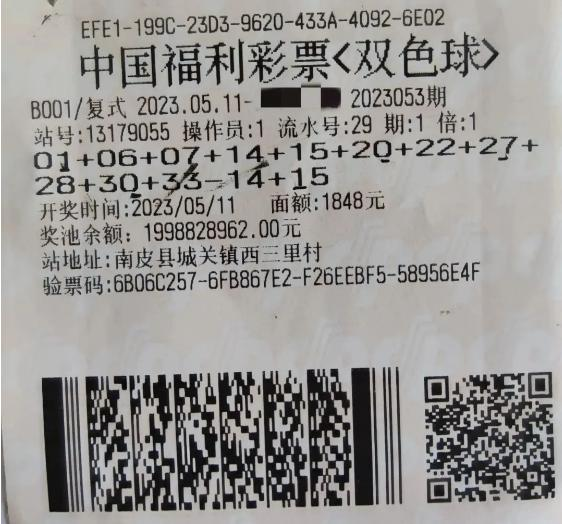 EFE1-199C-23D3-9620-433A-4092-6E02
中国福利彩票<双色球>
B001/复式 2023.05.11- 2023053期
站号:13179055 操作员:1 流水号:29 期:1 倍:1
01+06+07+14+15+20+22+27+
28+30+33-14+15
开奖时间:2023/05/11 面额:1848元
奖池余额: 1998828962.00元
站地址:南皮县城关镇西三里村
验票码:6B06C257-6FB867E2-F26EEBF5-58956E4F